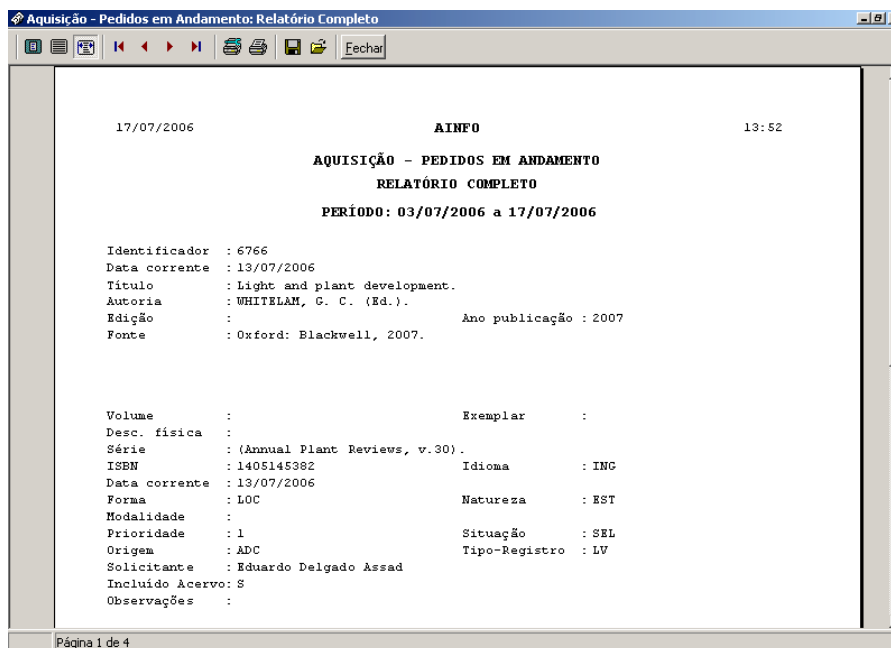 Aquisição - Pedidos em Andamento: Relatório Completo
Fechar
17/07/2006 AINFO 13:52
AQUISIÇÃO - PEDIDOS EM ANDAMENTO
RELATÓRIO COMPLETO
PERÍODO: 03/07/2006 a 17/07/2006
Identificador : 6766
Data corrente : 13/07/2006
Título : Light and plant development.
Autoria : WHITELAM, G. C. (Ed.).
Edição : Ano publicação : 2007
Fonte : Oxford: Blackwell, 2007.
Volume : Exemplar :
Desc. física :
Série : (Annual Plant Reviews, v.30).
ISBN : 1405145382 Idioma : ING
Data corrente : 13/07/2006
Forma : LOC Natureza : EST
Modalidade :
Prioridade : 1 Situação : SEL
Origem : ADC Tipo-Registro : LV
Solicitante : Eduardo Delgado Assad
Incluído Acervo: S
Observações :
Página 1 de 4